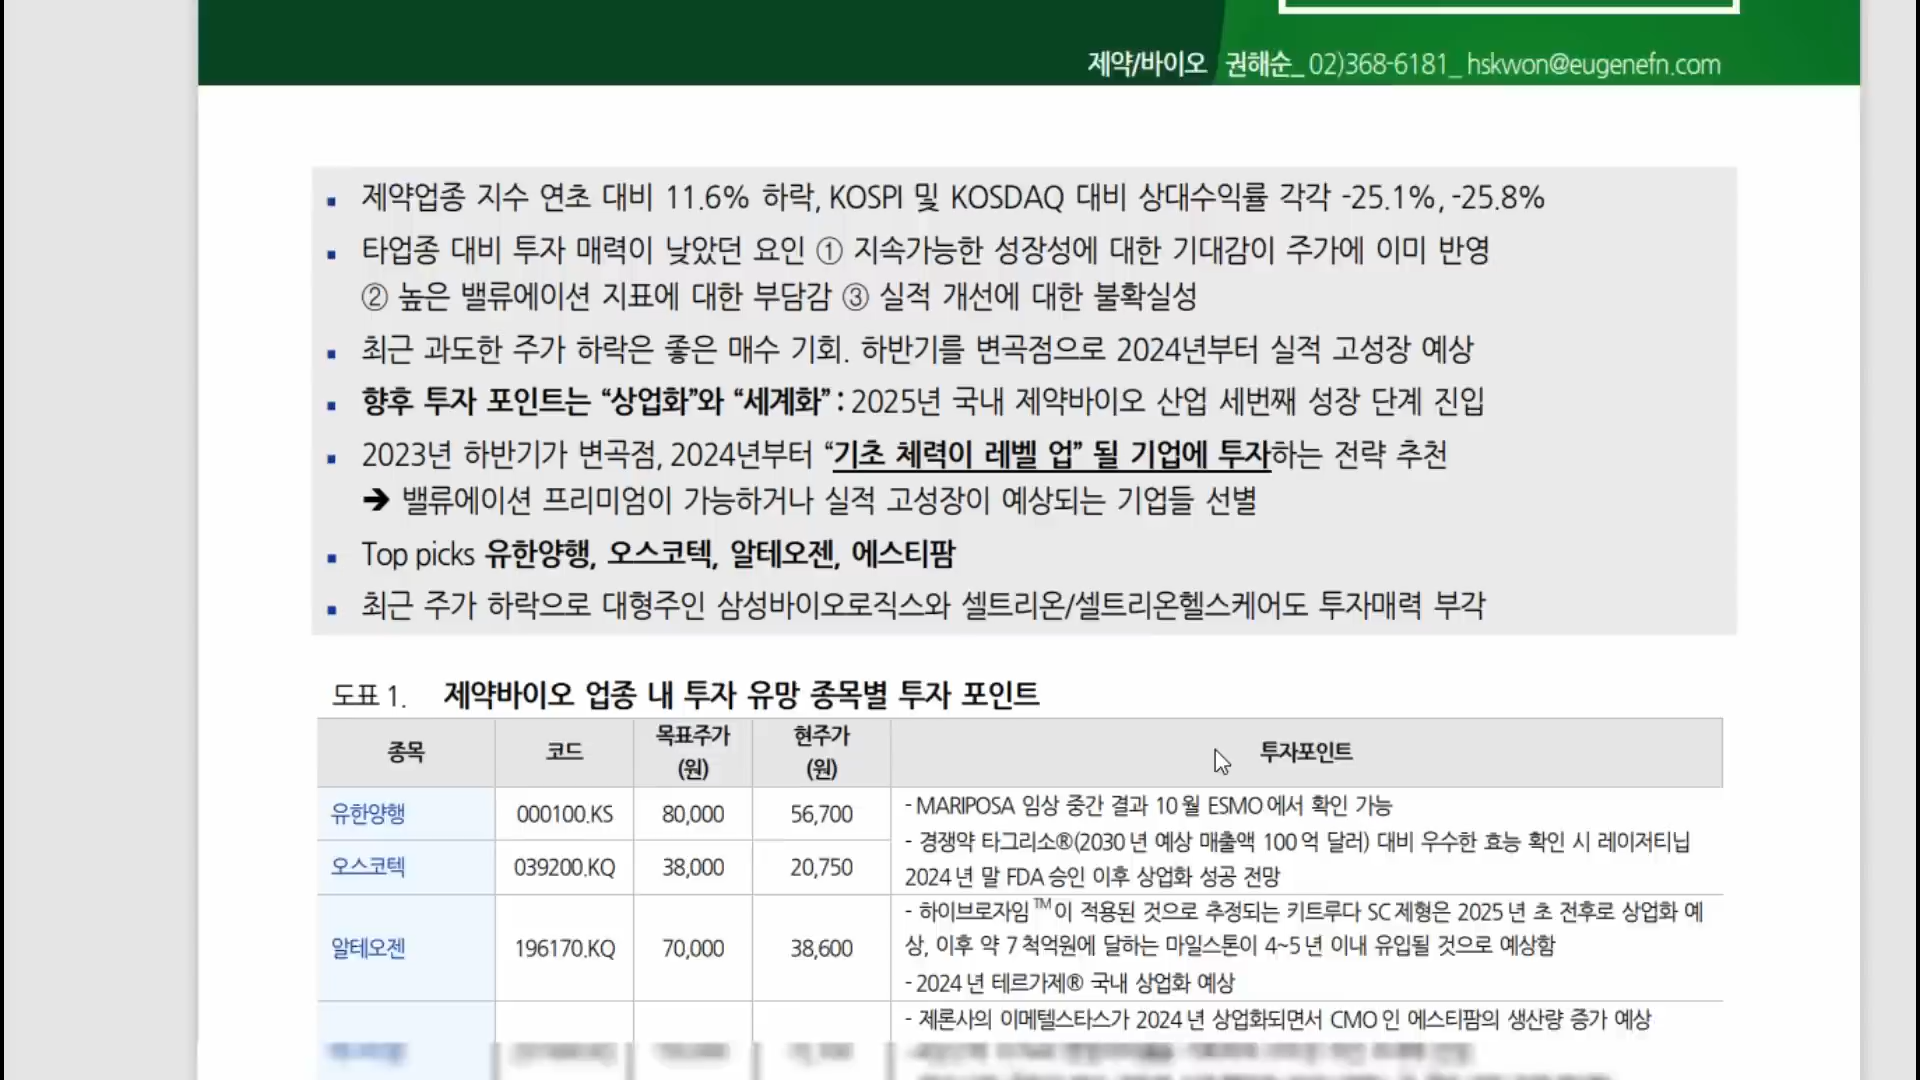 제약/바이오 권해순_ 02)368-6181_ hskwon@eugenefn.com
▪ 제약업종 지수 연초 대비 11.6% 하락, KOSPI 및 KOSDAQ 대비 상대수익률 각각 -25.1%, -25.8%
▪ 타업종 대비 투자 매력이 낮았던 요인 ① 지속가능한 성장성에 대한 기대감이 주가에 이미 반영
② 높은 밸류에이션 지표에 대한 부담감 ③ 실적 개선에 대한 불확실성
▪ 최근 과도한 주가 하락은 좋은 매수 기회. 하반기를 변곡점으로 2024년부터 실적 고성장 예상
▪ 향후 투자 포인트는 “상업화”와 “세계화” : 2025년 국내 제약바이오 산업 세번째 성장 단계 진입
▪ 2023년 하반기가 변곡점, 2024년부터 “기초 체력이 레벨 업” 될 기업에 투자하는 전략 추천
➔ 밸류에이션 프리미엄이 가능하거나 실적 고성장이 예상되는 기업들 선별
▪ Top picks 유한양행, 오스코텍, 알테오젠, 에스티팜
▪ 최근 주가 하락으로 대형주인 삼성바이오로직스와 셀트리온/셀트리온헬스케어도 투자매력 부각
도표 1. 제약바이오 업종 내 투자 유망 종목별 투자 포인트
종목 코드 목표주가 (원) 현주가 (원) 투자포인트
유한양행 000100.KS 80,000 56,700
오스코텍 039200.KQ 38,000 20,750
- MARIPOSA 임상 중간 결과 10월 ESMO에서 확인 가능
- 경쟁약 타그리소®(2030년 예상 매출액 100억 달러) 대비 우수한 효능 확인 시 레이저티닙
2024년 말 FDA 승인 이후 상업화 성공 전망
알테오젠 196170.KQ 70,000 38,600
- 하이브로자임™이 적용된 것으로 추정되는 키트루다 SC제형은 2025년 초 전후로 상업화 예
상, 이후 약 7척억원에 달하는 마일스톤이 4~5년 이내 유입될 것으로 예상함
- 2024년 테르가제® 국내 상업화 예상
- 제론사의 이메텔스타스가 2024년 상업화되면서 CMO인 에스티팜의 생산량 증가 예상